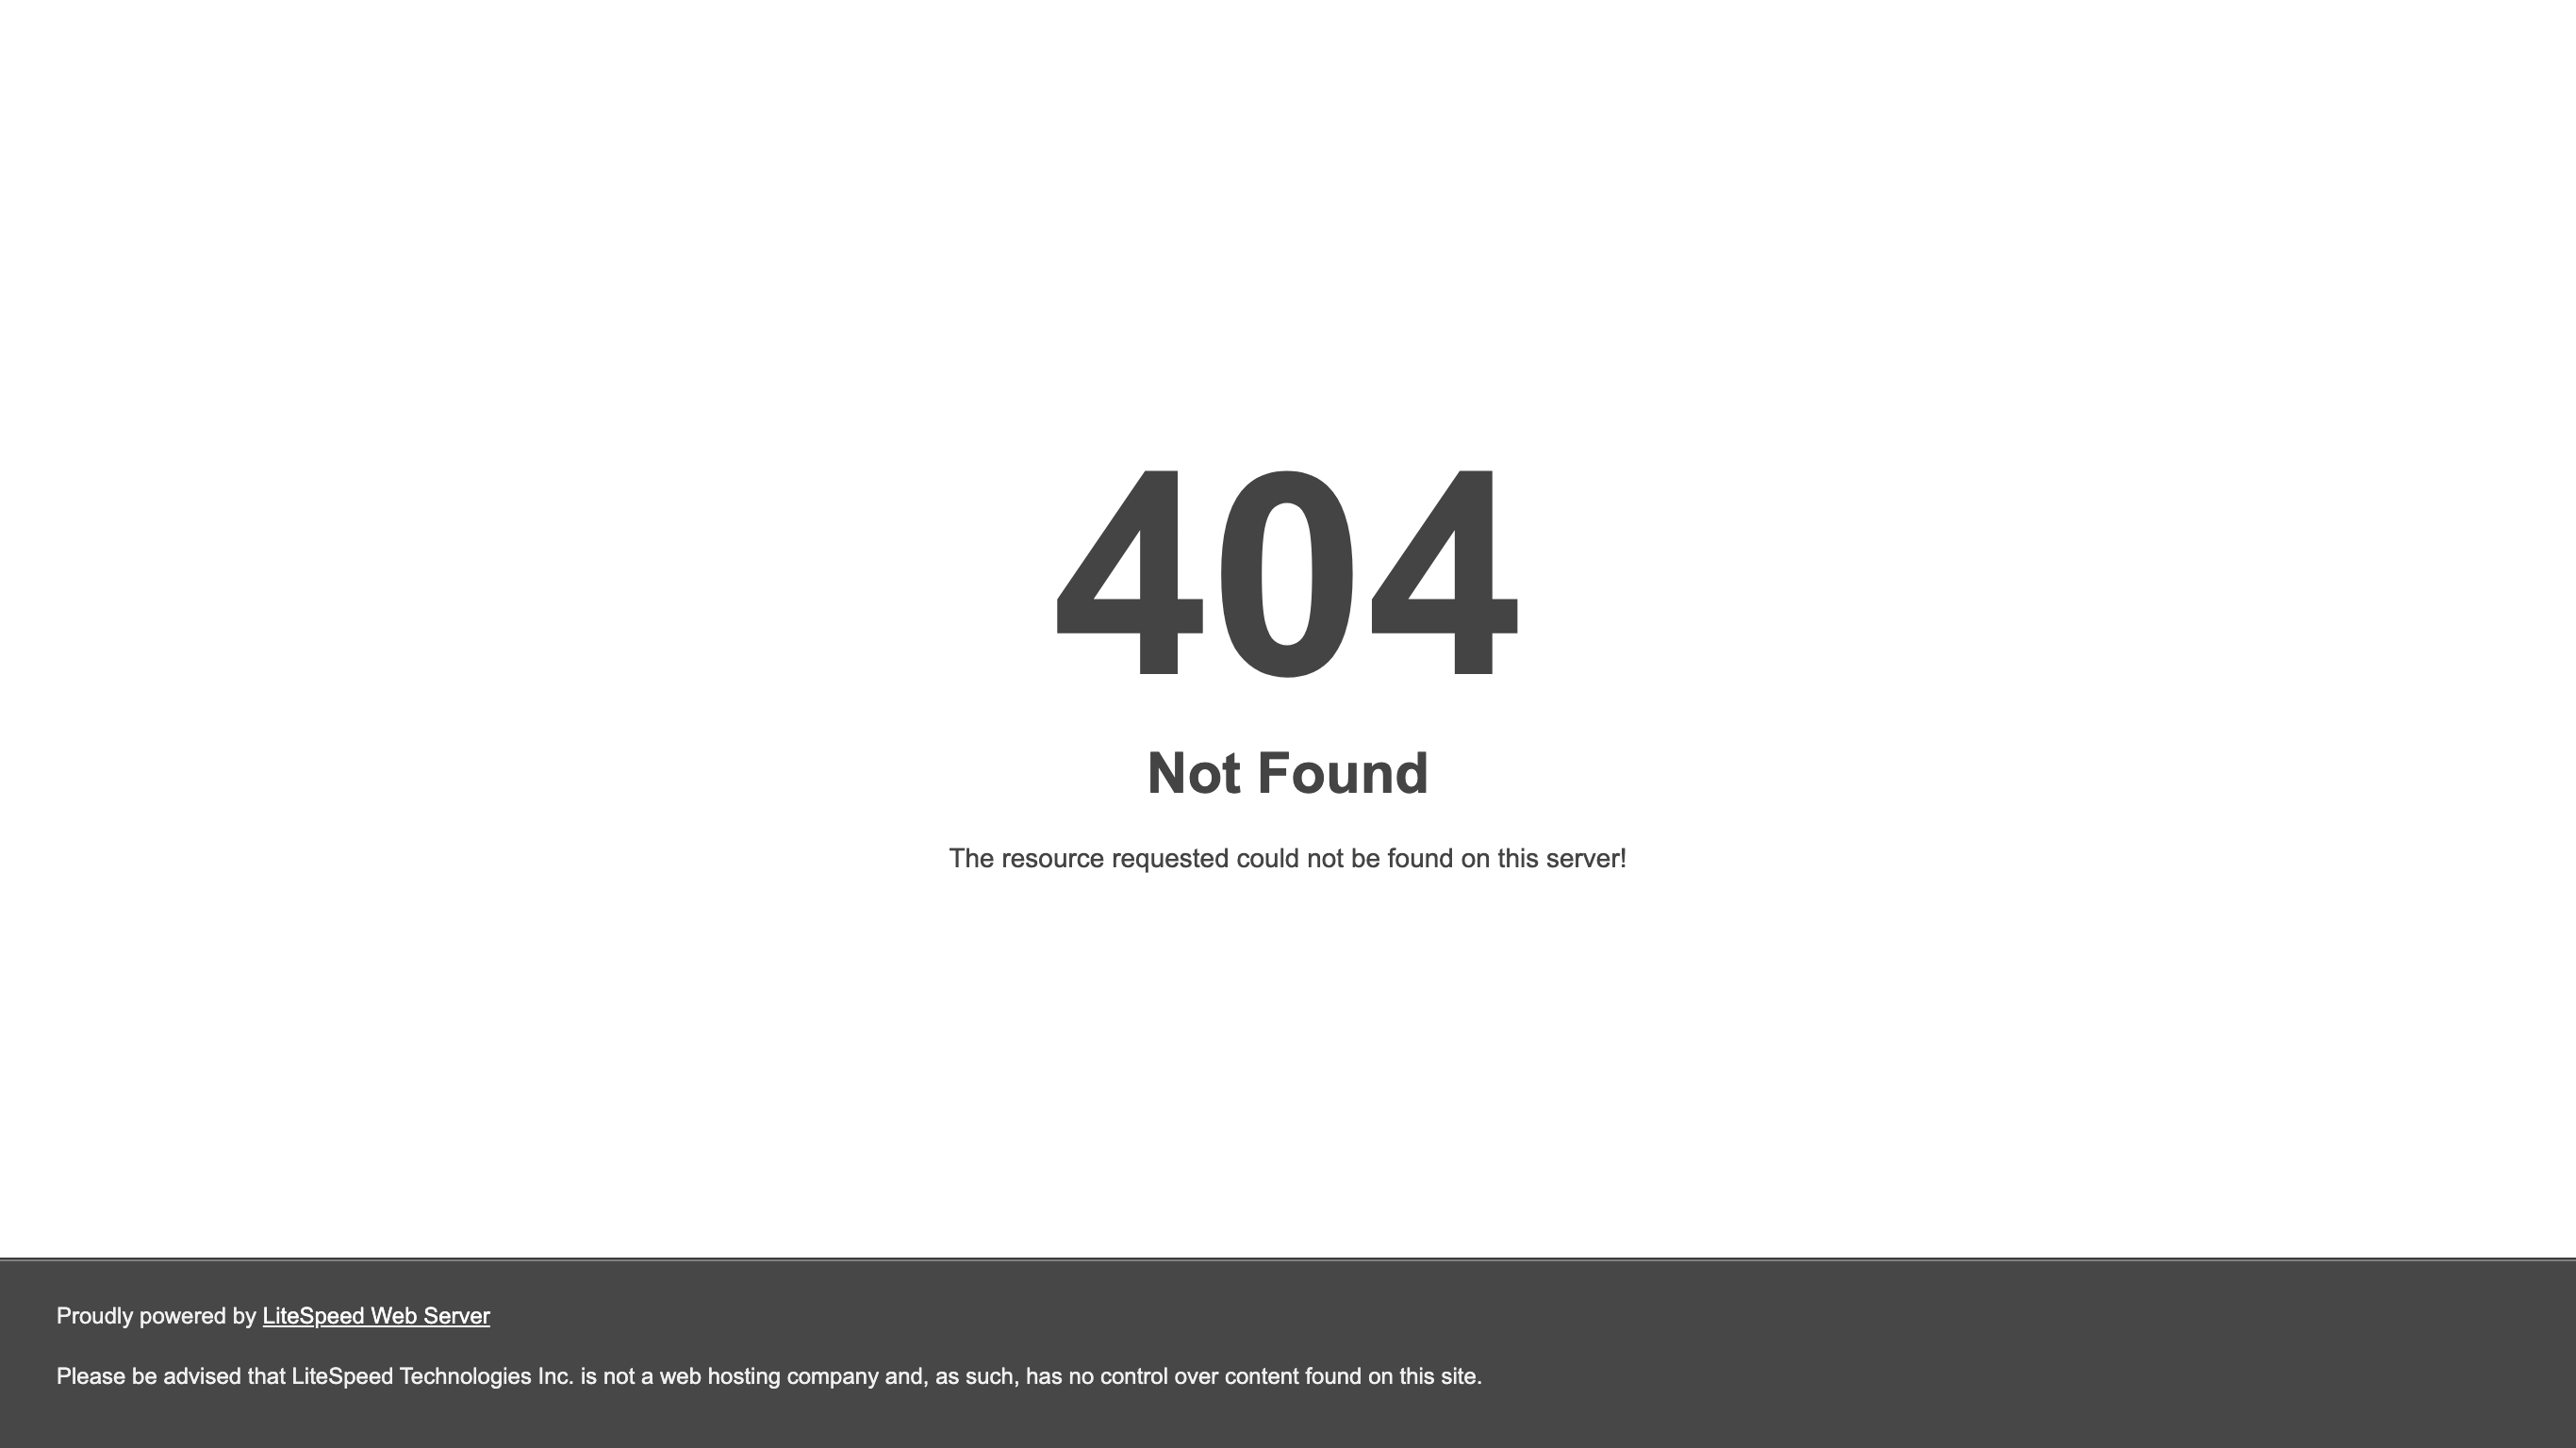 404
Not Found
The resource requested could not be found on this server!
Proudly powered by LiteSpeed Web Server
Please be advised that LiteSpeed Technologies Inc. is not a web hosting company and, as such, has no control over content found on this site.